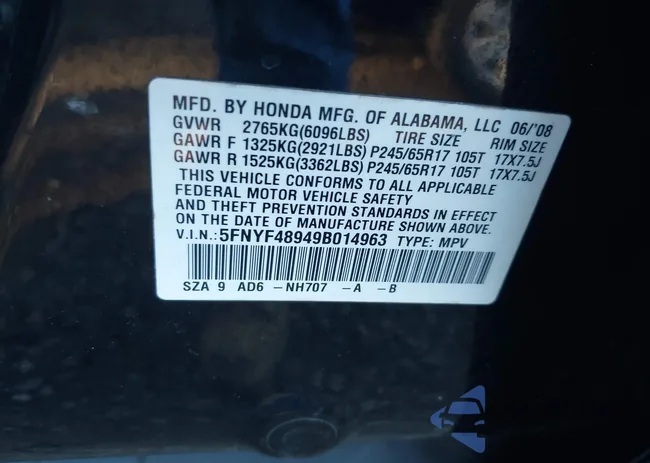 MFD. BY HONDA MFG. OF ALABAMA, LLC 06/'08
GVWR 2765KG(6096LBS) TIRE SIZE RIM SIZE
GAWR F 1325KG(2921LBS) P245/65R17 105T 17X7.5J
GAWR R 1525KG(3362LBS) P245/65R17 105T 17X7.5J
THIS VEHICLE CONFORMS TO ALL APPLICABLE
FEDERAL MOTOR VEHICLE SAFETY
AND THEFT PREVENTION STANDARDS IN EFFECT
ON THE DATE OF MANUFACTURE SHOWN ABOVE.
V.I.N.: 5FNYF48949B014963 TYPE: MPV
SZA 9 AD6 -NH707 -A -B